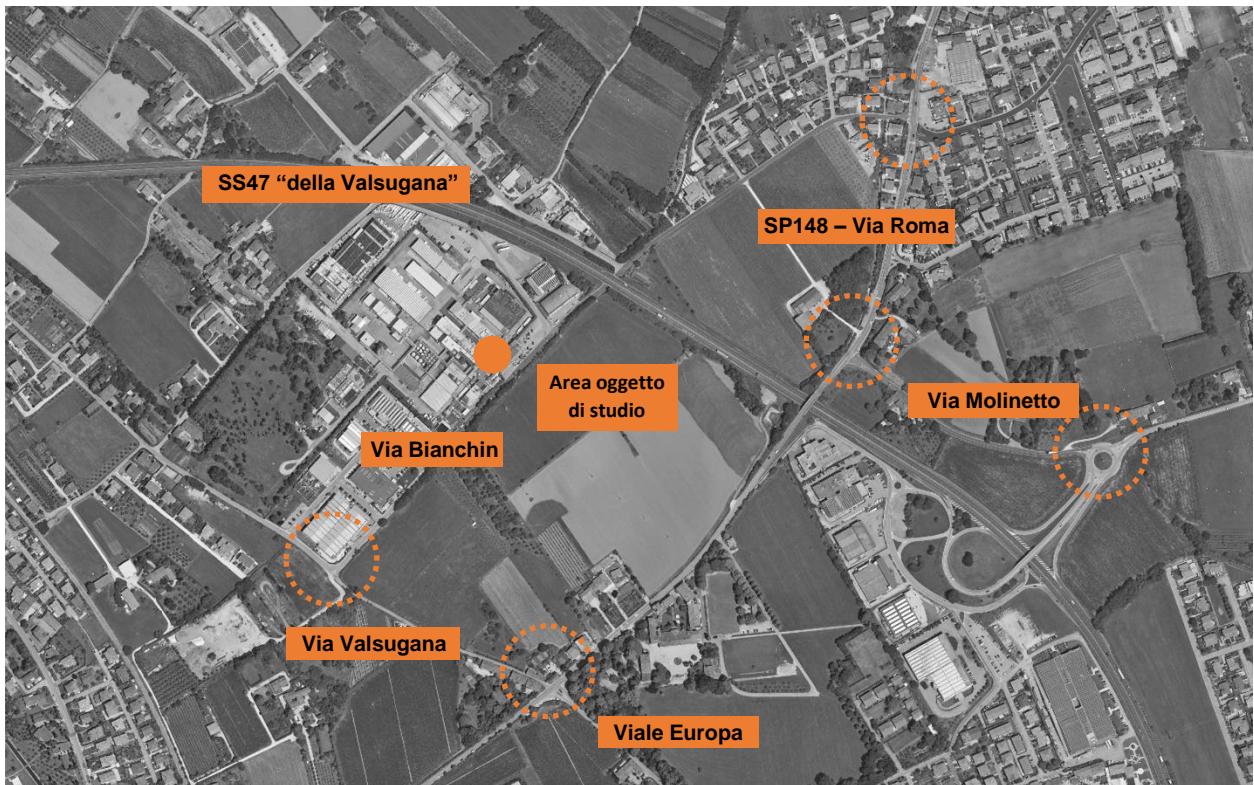 SS47 “della Valsugana”
SP148 – Via Roma
Area oggetto
di studio
Via Molinetto
Via Bianchin
Via Valsugana
Viale Europa